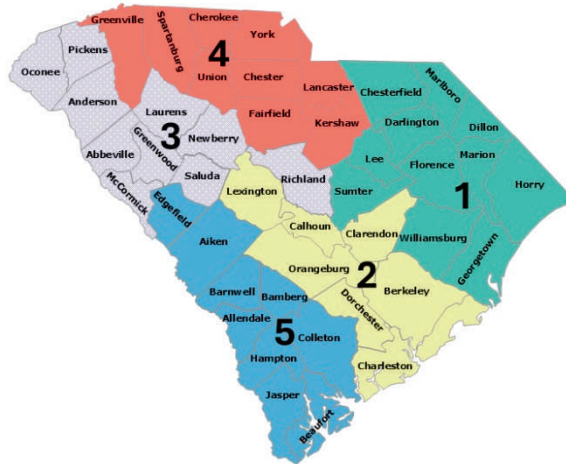 Cherokee
Greenville
Spartanburg
York
Pickens
4
Oconee
Union
Chester
Lancaster
Marlboro
Chesterfield
Anderson
Laurens
Fairfield
Kershaw
Darlington
Dillon
3
Newberry
Greenwood
Abbeville
Lee
Florence
Marion
Saluda
Richland
McCormick
Lexington
Sumter
1
Horry
Edgefield
Calhoun
Clarendon
Williamsburg
Aiken
Georgetown
Orangeburg
2
Barnwell
Bamberg
Berkeley
Dorchester
Allendale
5
Colleton
Hampton
Charleston
Jasper
Beaufort